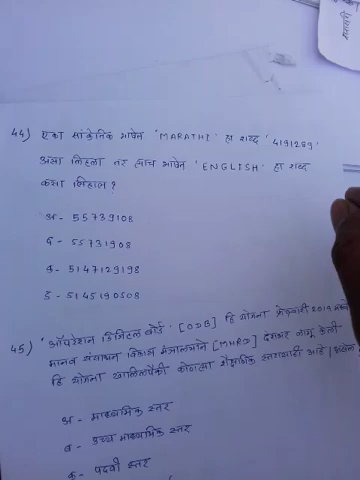 44) एका सांकेतिक भाषेत 'MARATHI' हा शब्द '4191289'
असा लिहला तर त्याच भाषेत 'ENGLISH' हा शब्द
कसा लिहाल?
अ - 55739108
ब - 55731908
क - 5147129198
ड - 5145190508
45) 'ऑपरेशन डिजिटल बोर्ड' [ODB] हि योजना फेब्रुवारी 2019 मध्ये
मानव संसाधन विकास मंत्रालयाने [MHRD] देशभर लागू केली
हि योजना खालीलपैकी कोणत्या शैक्षणिक स्तरासाठी आहे /
अ - माध्यमिक स्तर
ब - उच्च माध्यमिक स्तर
क - पदवी स्तर